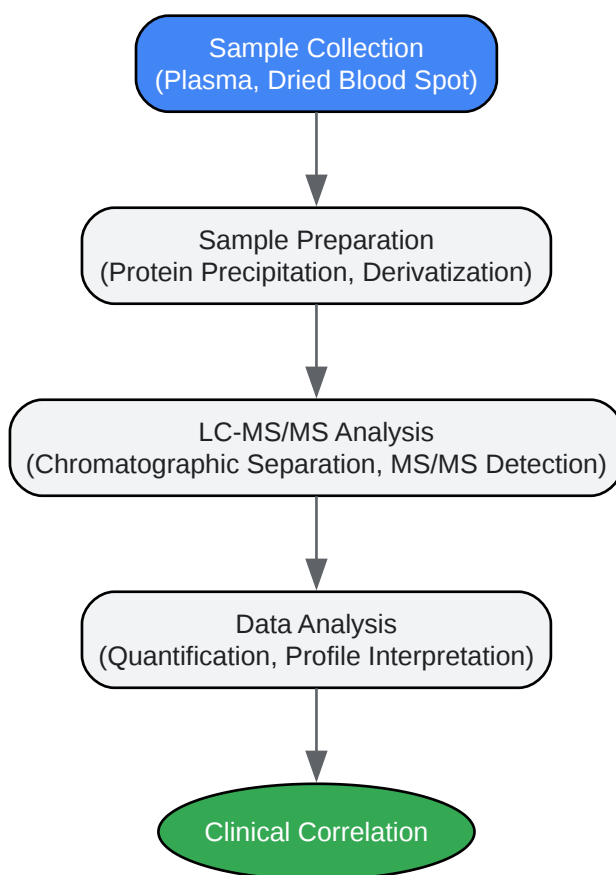 Sample Collection
(Plasma, Dried Blood Spot)
Sample Preparation
(Protein Precipitation, Derivatization)
LC-MS/MS Analysis
(Chromatographic Separation, MS/MS Detection)
Data Analysis
(Quantification, Profile Interpretation)
Clinical Correlation